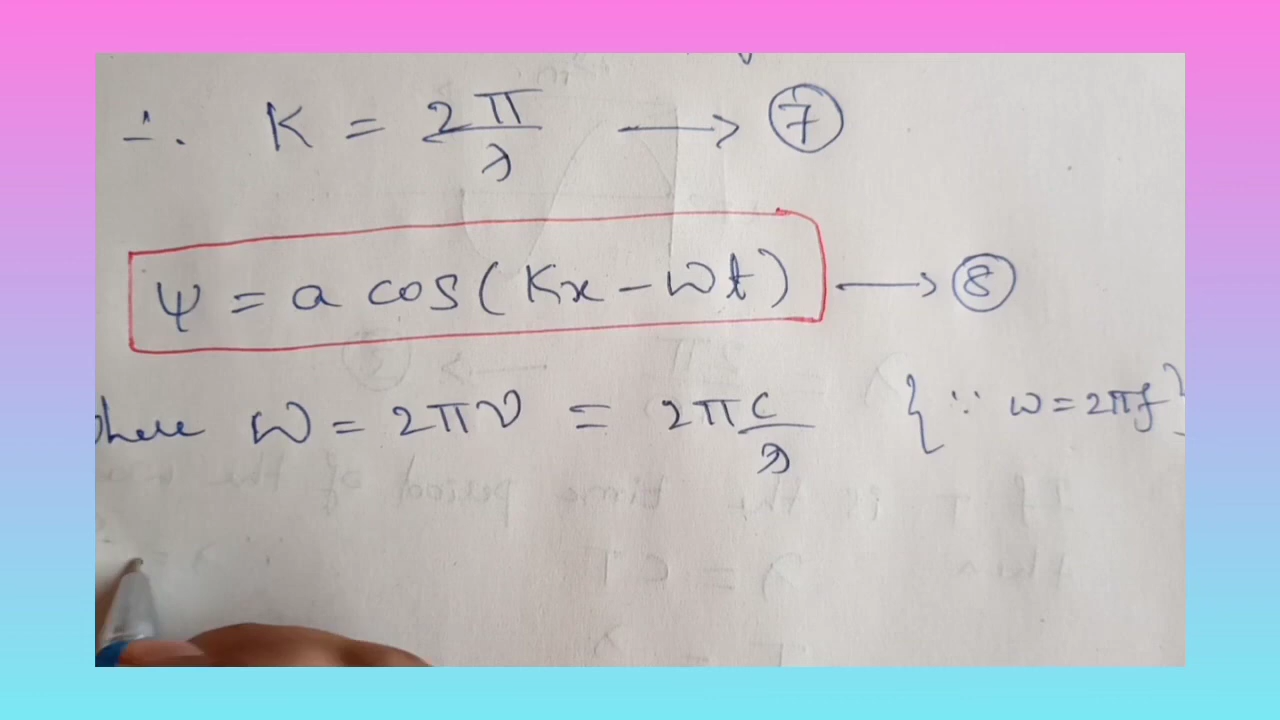 ∴ K = 2π/λ → ⑦
ψ = a cos(Kx − ωt) → ⑧
where ω = 2πν = 2πc/λ {∵ ω = 2πf}